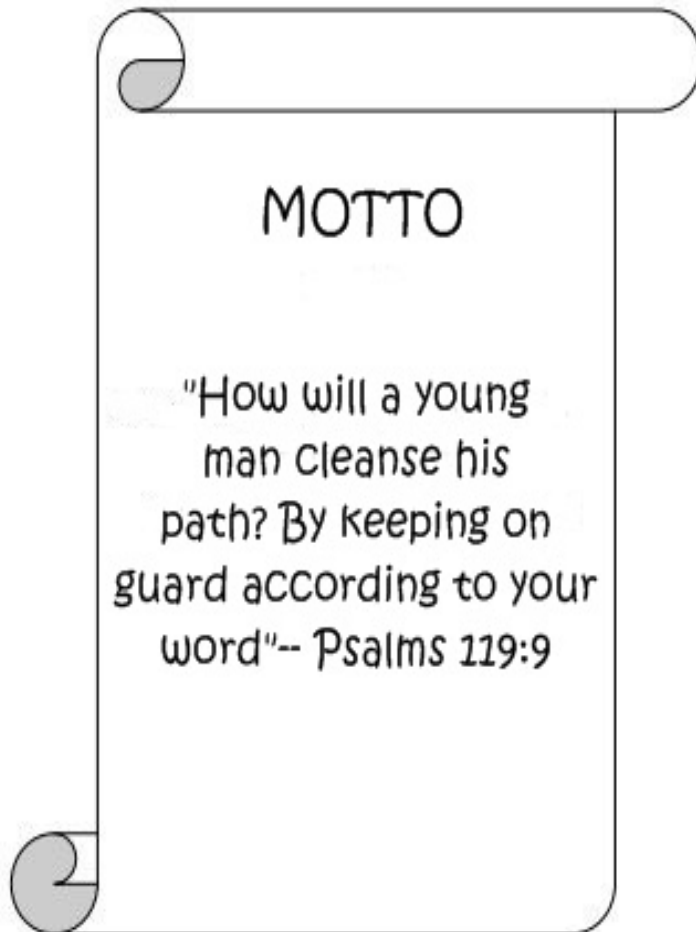 MOTTO
"How will a young
man cleanse his
path? By keeping on
guard according to your
word"-- Psalms 119:9